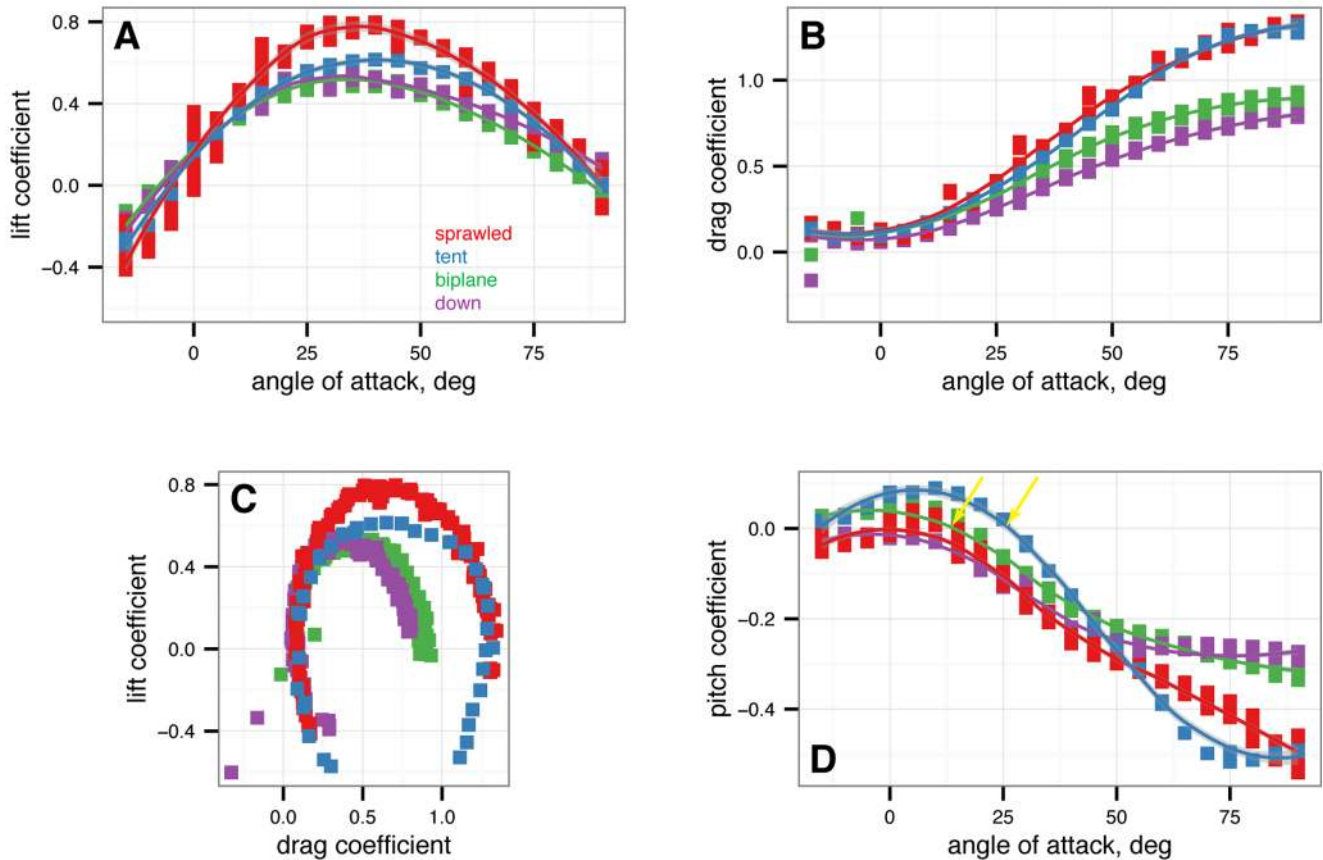 A
lift coefficient
0.8
0.4
0.0
−0.4
sprawled
tent
biplane
down
0
25
50
75
angle of attack, deg
B
drag coefficient
1.0
0.5
0.0
0
25
50
75
angle of attack, deg
C
lift coefficient
0.8
0.4
0.0
−0.4
0.0
0.5
1.0
drag coefficient
D
pitch coefficient
0.0
−0.2
−0.4
0
25
50
75
angle of attack, deg